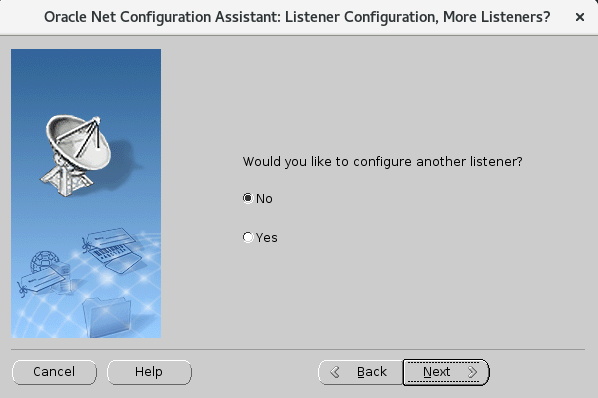 Oracle Net Configuration Assistant: Listener Configuration, More Listeners?
Would you like to configure another listener?
No
Yes
Cancel
Help
Back
Next